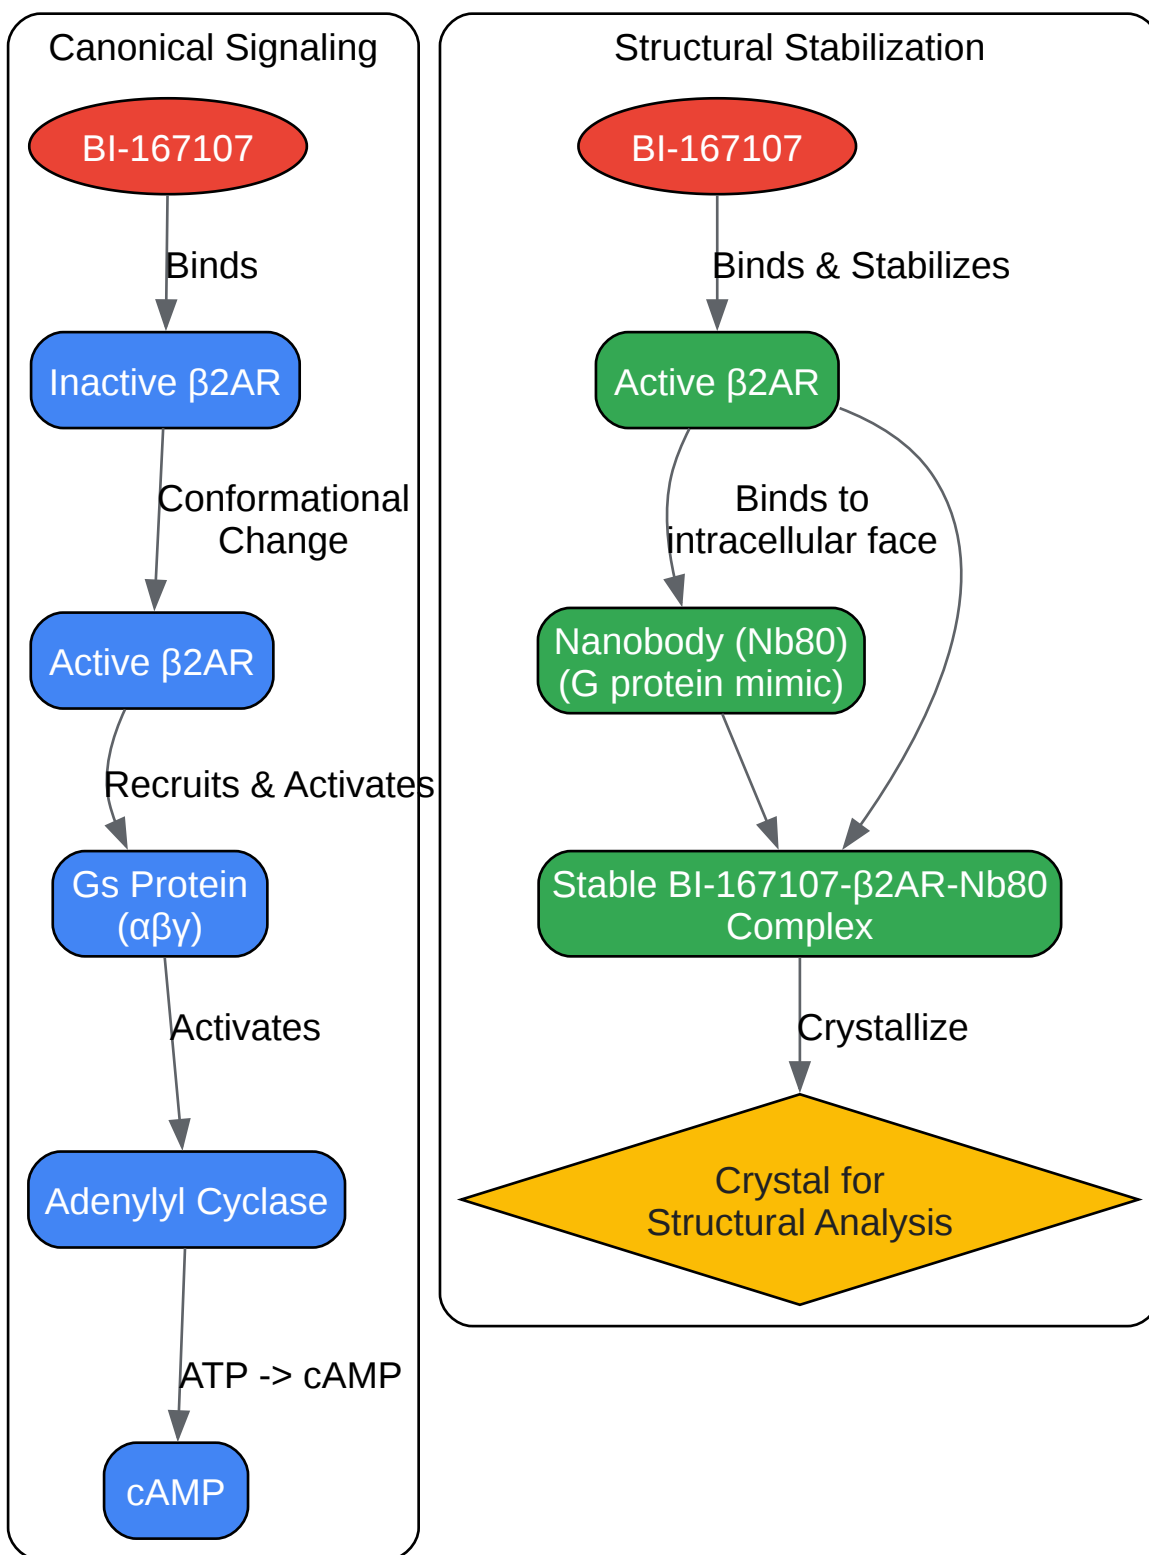 Canonical Signaling
BI-167107
Binds
Inactive β2AR
Conformational
Change
Active β2AR
Recruits & Activates
Gs Protein
(αβγ)
Activates
Adenylyl Cyclase
ATP -> cAMP
cAMP
Structural Stabilization
BI-167107
Binds & Stabilizes
Active β2AR
Binds to
intracellular face
Nanobody (Nb80)
(G protein mimic)
Stable BI-167107-β2AR-Nb80
Complex
Crystallize
Crystal for
Structural Analysis